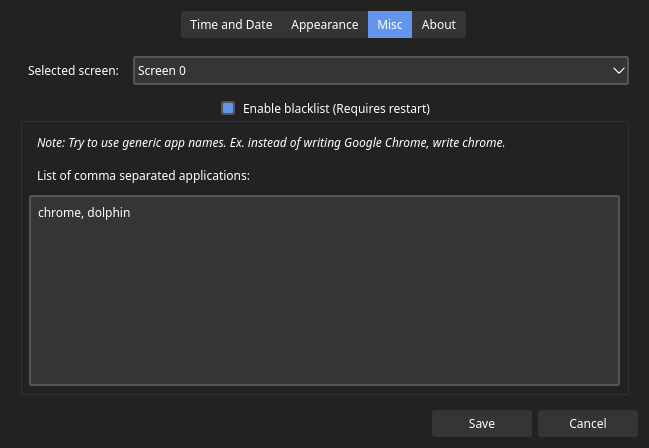 Time and Date Appearance Misc About
Selected screen: Screen 0
Enable blacklist (Requires restart)
Note: Try to use generic app names. Ex. instead of writing Google Chrome, write chrome.
List of comma separated applications:
chrome, dolphin
Save Cancel